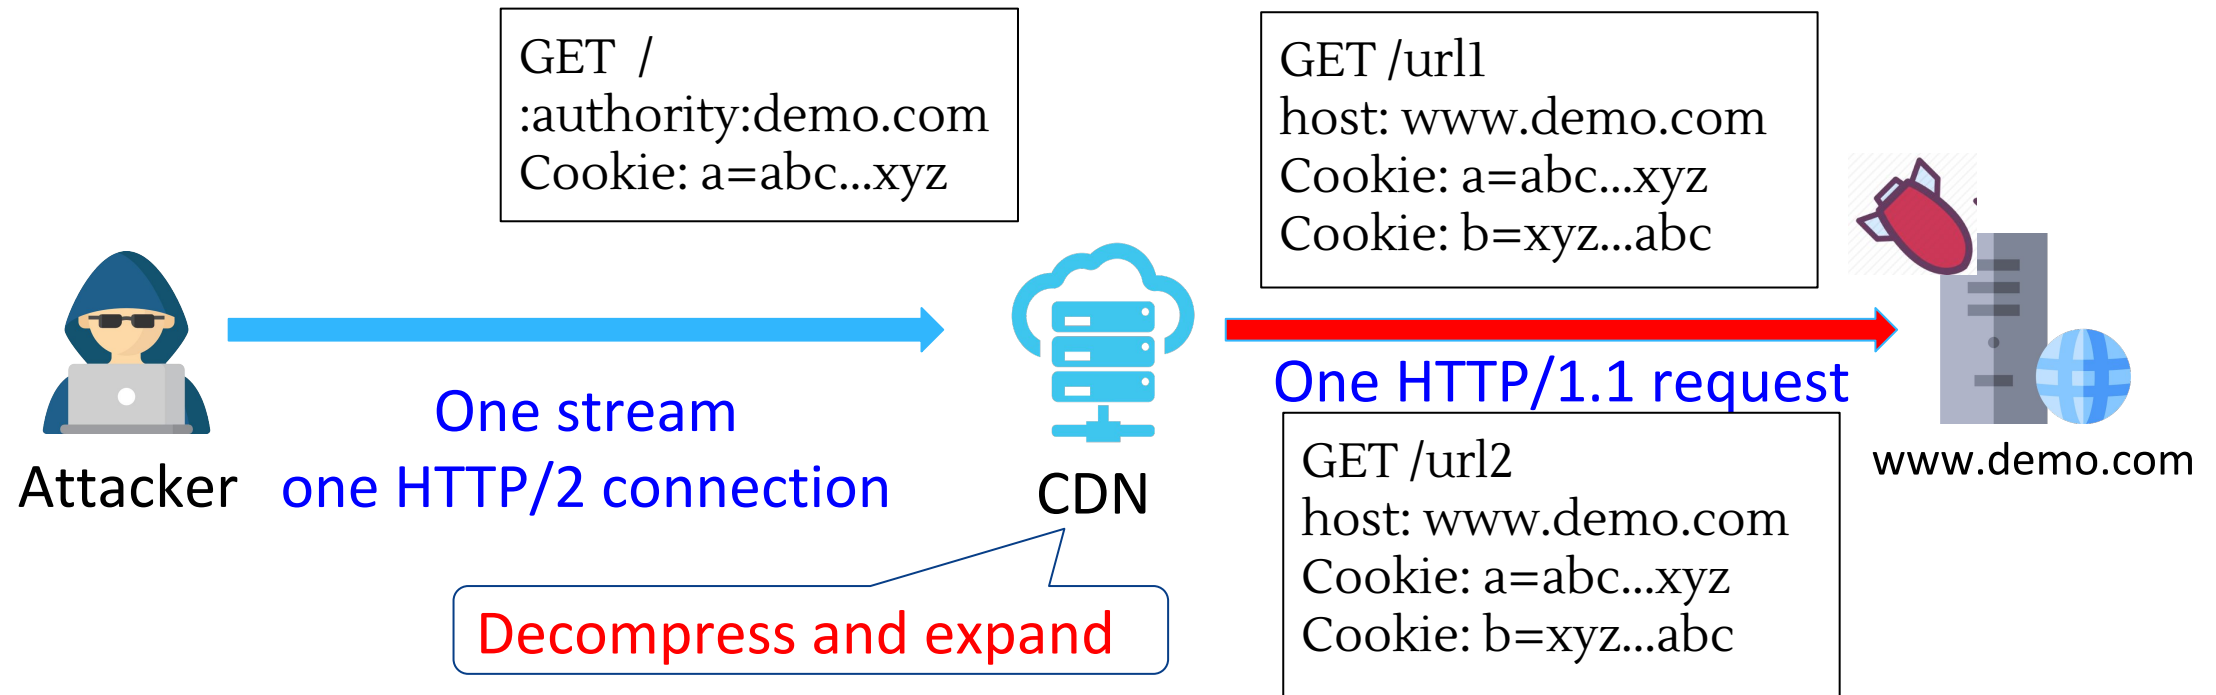 GET /
:authority:demo.com
Cookie: a=abc...xyz
GET /url1
host: www.demo.com
Cookie: a=abc...xyz
Cookie: b=xyz...abc
One stream
one HTTP/2 connection
One HTTP/1.1 request
Attacker
CDN
www.demo.com
Decompress and expand
GET /url2
host: www.demo.com
Cookie: a=abc...xyz
Cookie: b=xyz...abc